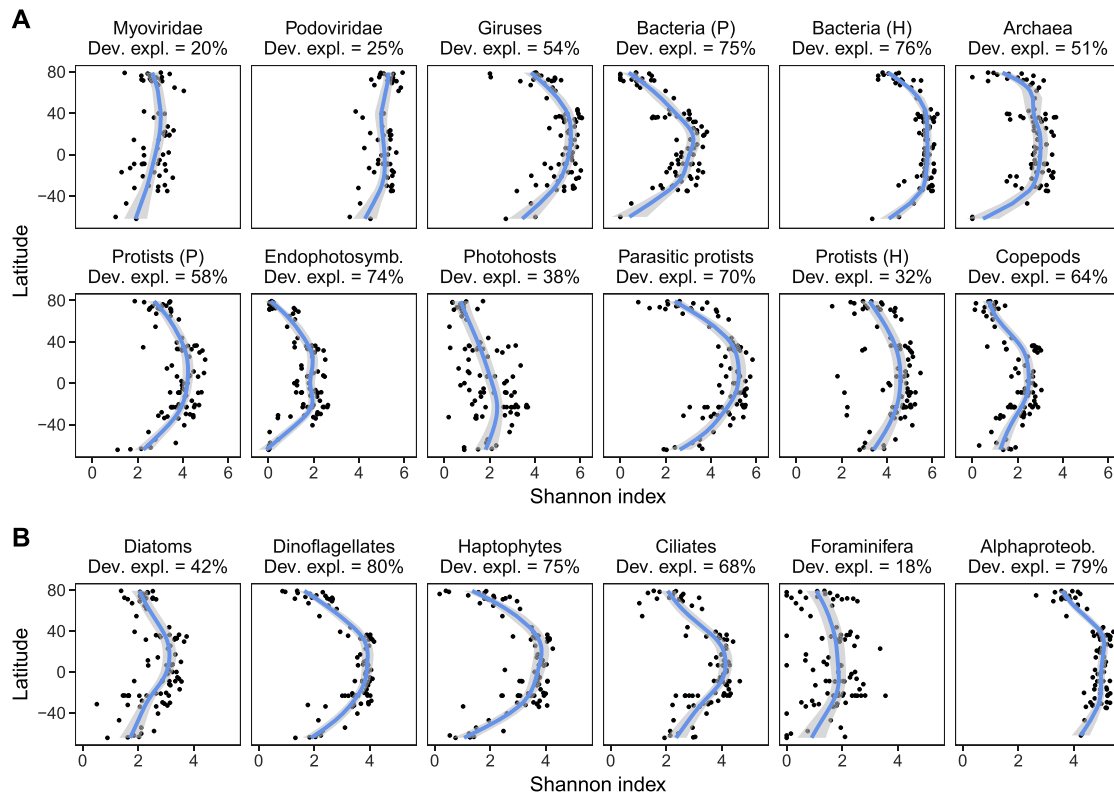 A
Myoviridae
Dev. expl. = 20%
Podoviridae
Dev. expl. = 25%
Giruses
Dev. expl. = 54%
Bacteria (P)
Dev. expl. = 75%
Bacteria (H)
Dev. expl. = 76%
Archaea
Dev. expl. = 51%
80
40
0
−40
Latitude
Protists (P)
Dev. expl. = 58%
Endophotosymb.
Dev. expl. = 74%
Photohosts
Dev. expl. = 38%
Parasitic protists
Dev. expl. = 70%
Protists (H)
Dev. expl. = 32%
Copepods
Dev. expl. = 64%
80
40
0
−40
0 2 4 6 0 2 4 6 0 2 4 6 0 2 4 6 0 2 4 6 0 2 4 6
Shannon index
B
Diatoms
Dev. expl. = 42%
Dinoflagellates
Dev. expl. = 80%
Haptophytes
Dev. expl. = 75%
Ciliates
Dev. expl. = 68%
Foraminifera
Dev. expl. = 18%
Alphaproteob.
Dev. expl. = 79%
80
40
0
−40
Latitude
0 2 4 0 2 4 0 2 4 0 2 4 0 2 4 0 2 4
Shannon index